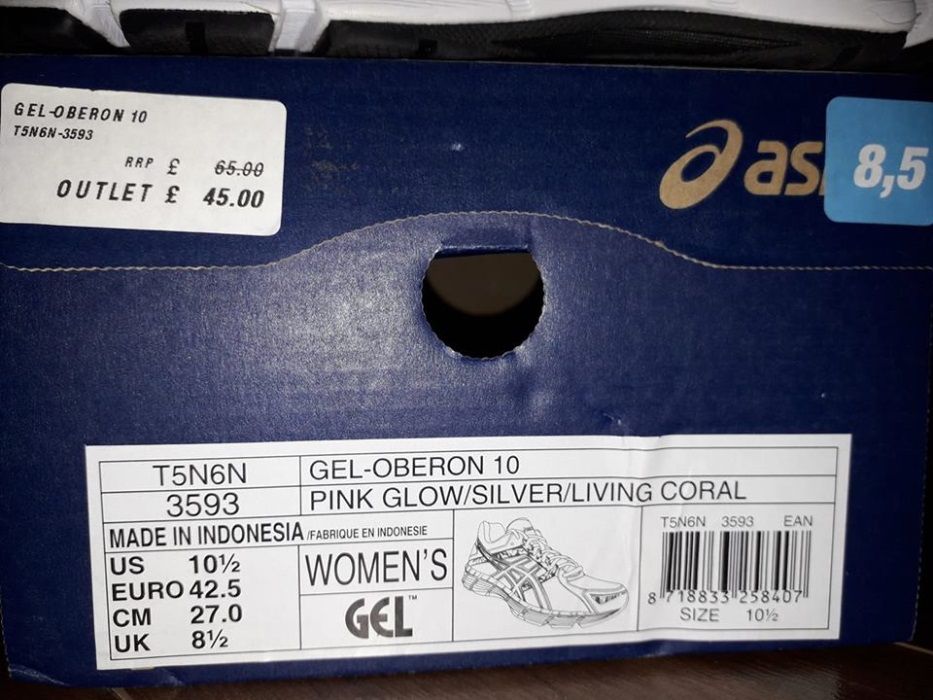 GEL-OBERON 10
T5N6N-3593
RRP £ 65.00
OUTLET £ 45.00
as
8,5
T5N6N GEL-OBERON 10
3593 PINK GLOW/SILVER/LIVING CORAL
MADE IN INDONESIA /FABRIQUE EN INDONESIE
US 10½
EURO 42.5
CM 27.0
UK 8½
WOMEN'S
GEL™
T5N6N 3593 EAN
8 718833 258407
SIZE 10½